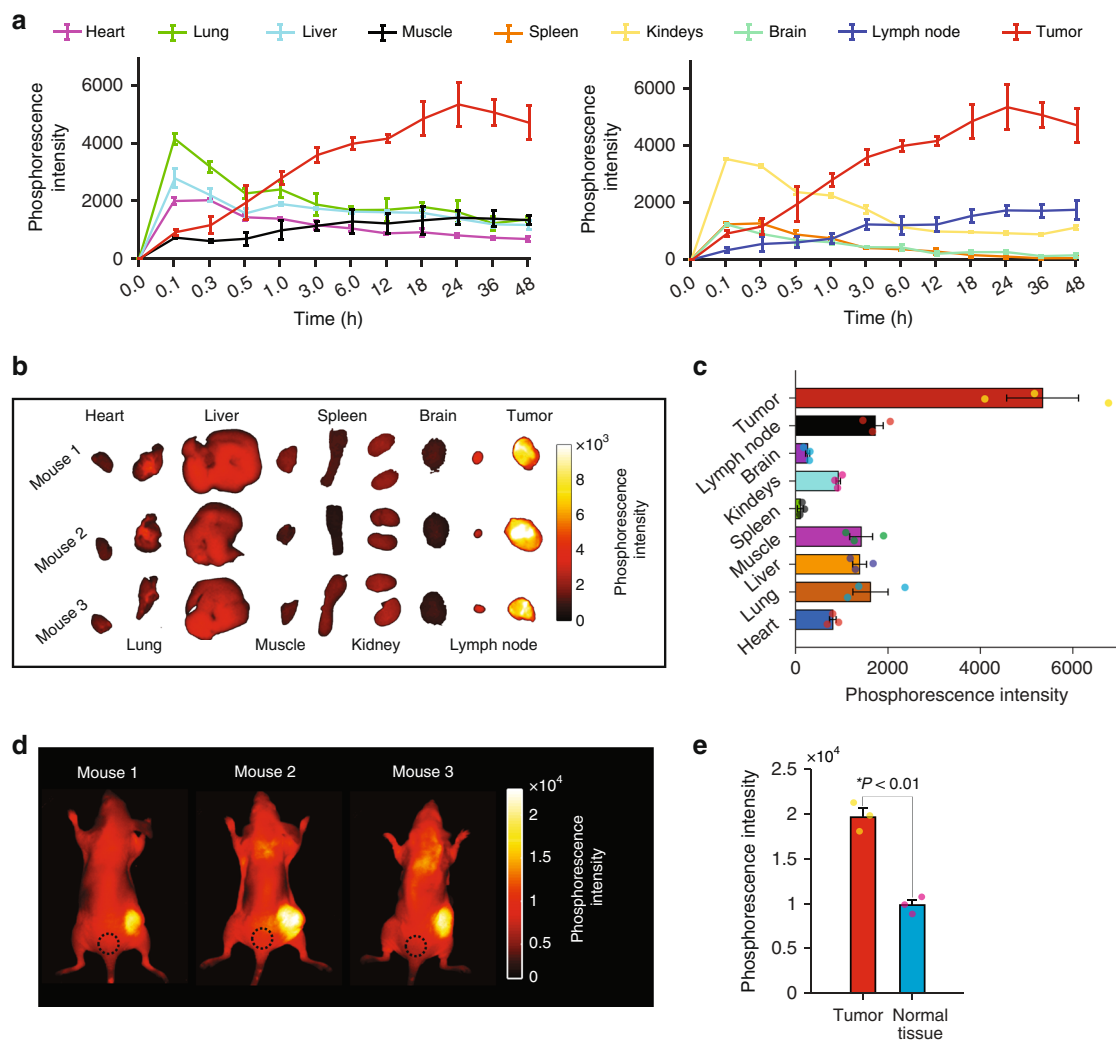 a
Heart Lung Liver Muscle Spleen Kindeys Brain Lymph node Tumor
Phosphorescence
intensity
6000
4000
2000
0
0.0 0.1 0.3 0.5 1.0 3.0 6.0 12 18 24 36 48
Time (h)
Phosphorescence
intensity
6000
4000
2000
0
0.0 0.1 0.3 0.5 1.0 3.0 6.0 12 18 24 36 48
Time (h)
b
Heart Liver Spleen Brain Tumor
Mouse 1
Mouse 2
Mouse 3
Lung Muscle Kidney Lymph node
×10³
8
6
4
2
0
Phosphorescence
intensity
c
Tumor
Lymph node
Brain
Kindeys
Spleen
Muscle
Liver
Lung
Heart
0 2000 4000 6000
Phosphorescence intensity
d
Mouse 1 Mouse 2 Mouse 3
×10⁴
2
1.5
1
0.5
0
Phosphorescence
intensity
e
×10⁴
Phosphorescence intensity
2.5
2
1.5
1
0.5
0
*P < 0.01
Tumor Normal
tissue